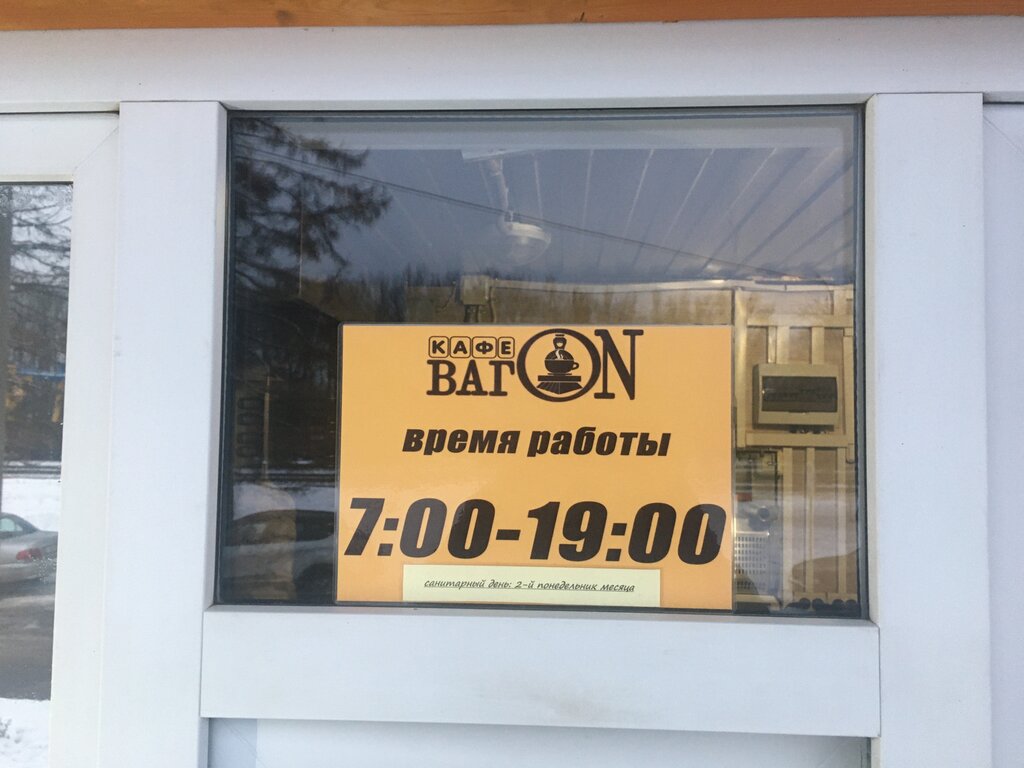 КАФЕ
ВАГON
время работы
7:00-19:00
санитарный день: 2-й понедельник месяца